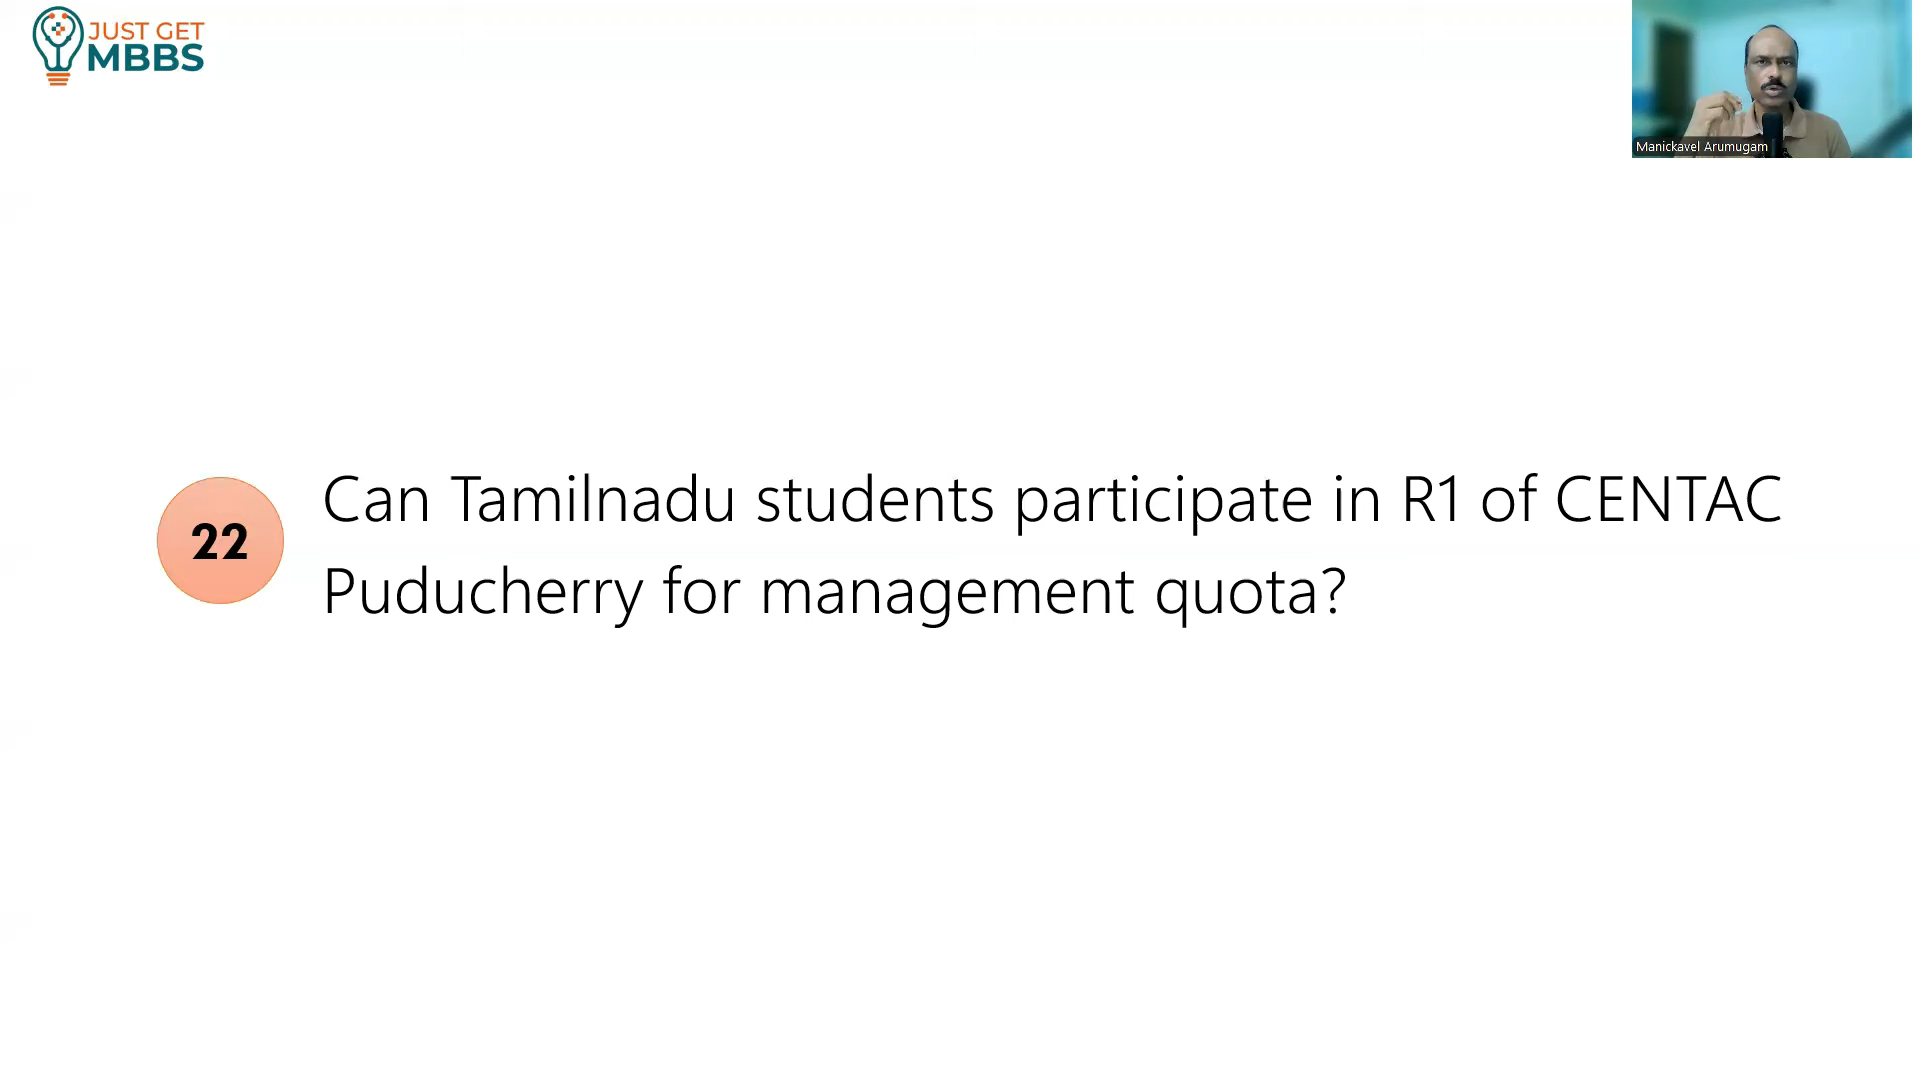 JUST GET
MBBS
Manickavel Arumugam
22
Can Tamilnadu students participate in R1 of CENTAC
Puducherry for management quota?